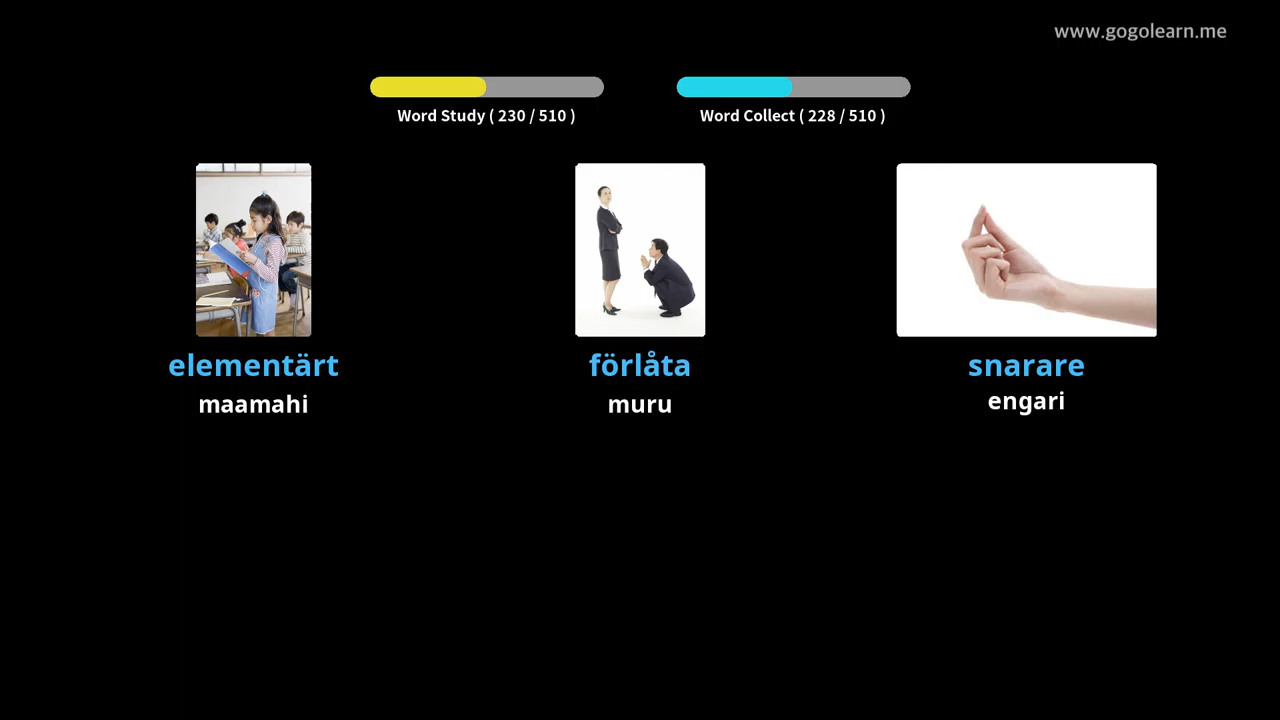 www.gogolearn.me
Word Study ( 230 / 510 )
Word Collect ( 228 / 510 )
elementärt
maamahi
förlåta
muru
snarare
engari